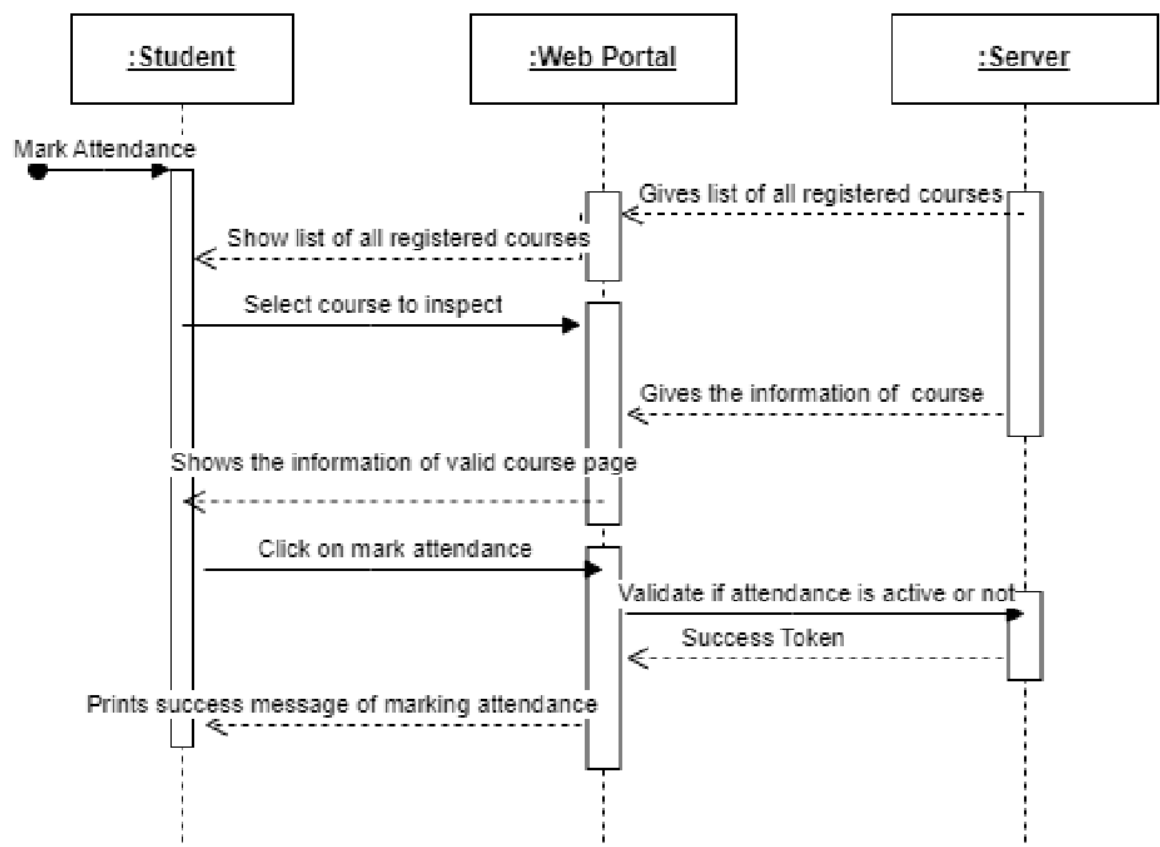 :Student
:Web Portal
:Server
Mark Attendance
Gives list of all registered courses
Show list of all registered courses
Select course to inspect
Gives the information of course
Shows the information of valid course page
Click on mark attendance
Validate if attendance is active or not
Success Token
Prints success message of marking attendance